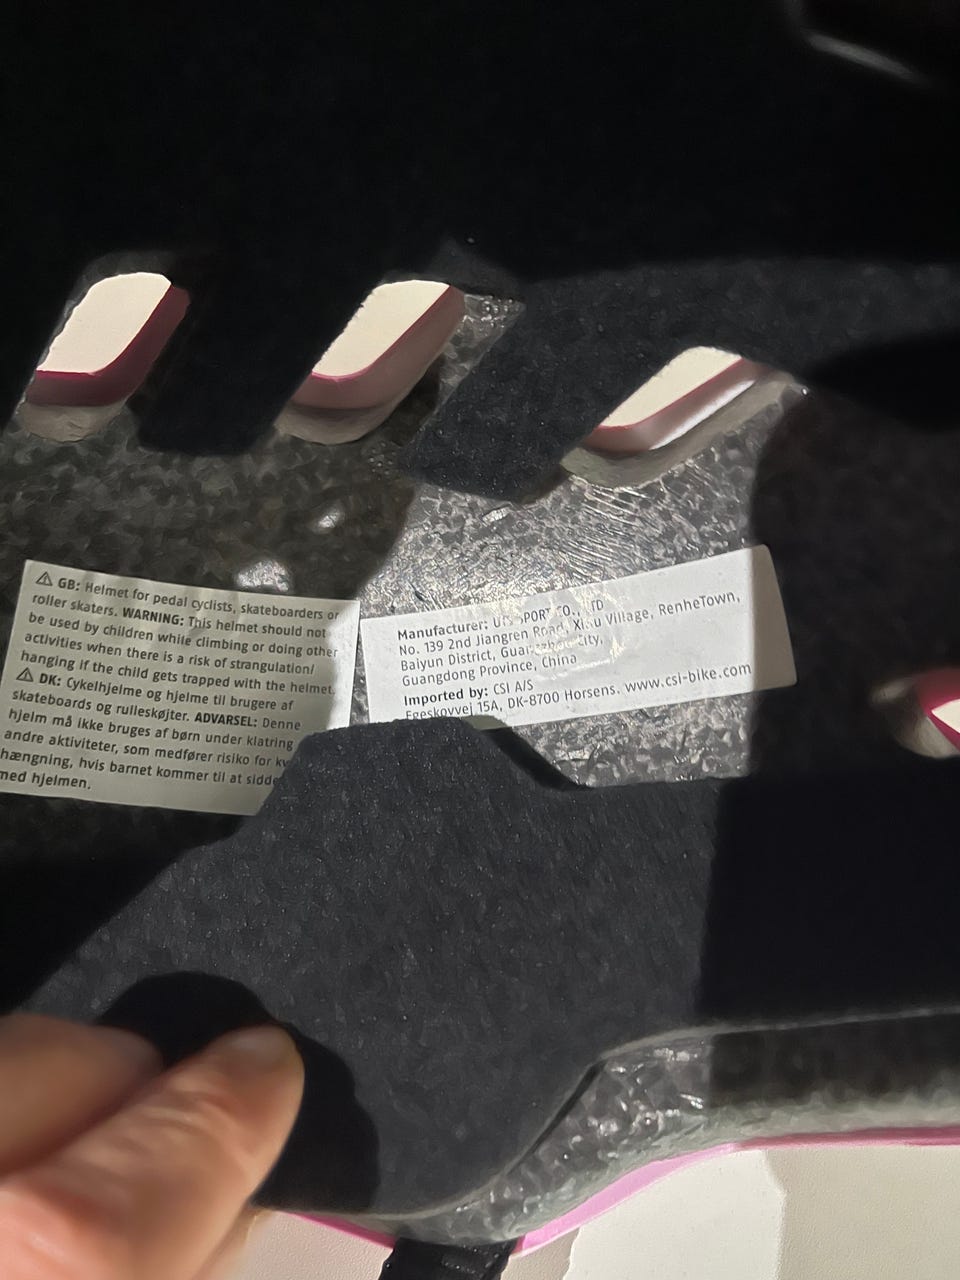 ⚠ GB: Helmet for pedal cyclists, skateboarders or
roller skaters. WARNING: This helmet should not
be used by children while climbing or doing other
activities when there is a risk of strangulation/
hanging if the child gets trapped with the helmet.
⚠ DK: Cykelhjelme og hjelme til brugere af
skateboards og rulleskøjter. ADVARSEL: Denne
hjelm må ikke bruges af børn under klatring
andre aktiviteter, som medfører risiko for
hængning, hvis barnet kommer til at
med hjelmen.
Manufacturer:
No. 139 2nd Jiangren Road, Village, RenheTown,
Baiyun District, City,
Guangdong Province, China
Imported by: CSI A/S
Egeskovvej 15A, DK-8700 Horsens. www.csi-bike.com